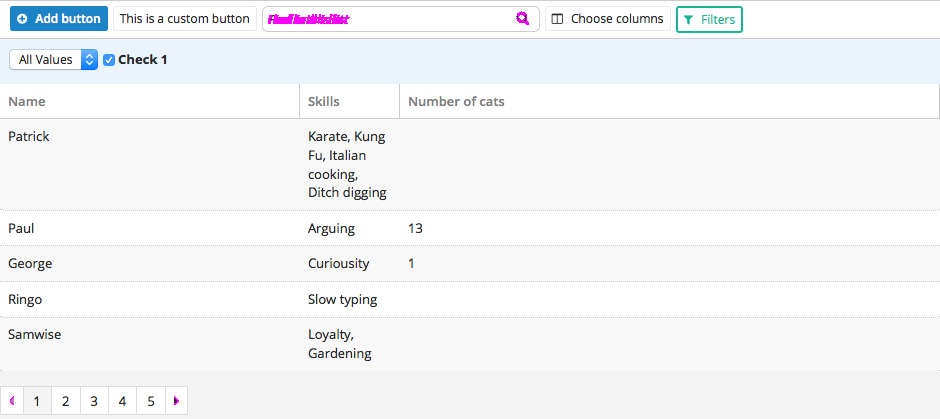 Add button This is a custom button Choose columns Filters
All Values Check 1
Name Skills Number of cats
Patrick Karate, Kung
Fu, Italian
cooking,
Ditch digging
Paul Arguing 13
George Curiousity 1
Ringo Slow typing
Samwise Loyalty,
Gardening
1 2 3 4 5